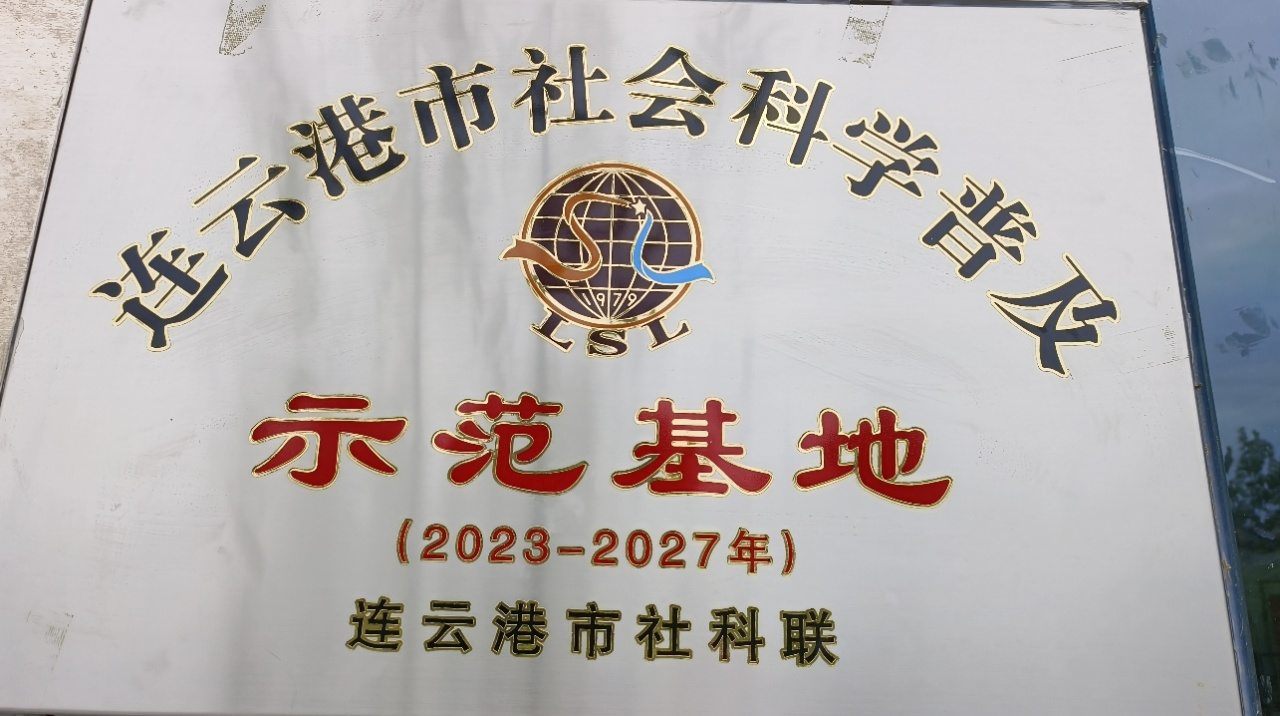 连云港市社会科学普及
1979
LSL
示范基地
(2023-2027年)
连云港市社科联